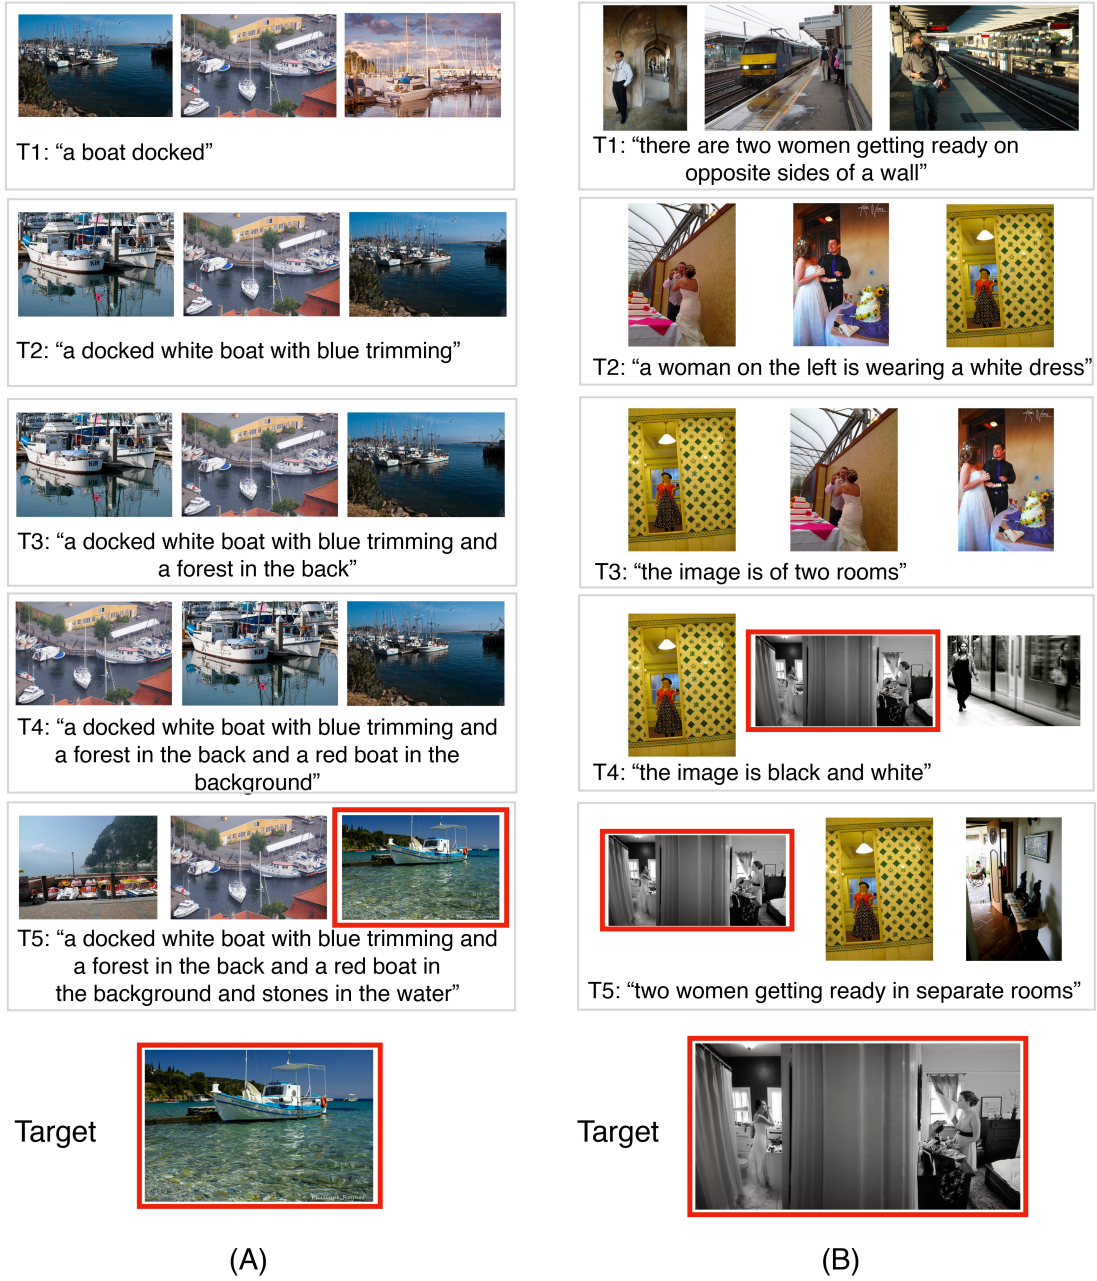 T1: “a boat docked”
T2: “a docked white boat with blue trimming”
T3: “a docked white boat with blue trimming and
a forest in the back”
T4: “a docked white boat with blue trimming and
a forest in the back and a red boat in the
background”
T5: “a docked white boat with blue trimming and
a forest in the back and a red boat in
the background and stones in the water”
Target
(A)
T1: “there are two women getting ready on
opposite sides of a wall”
T2: “a woman on the left is wearing a white dress”
T3: “the image is of two rooms”
T4: “the image is black and white”
T5: “two women getting ready in separate rooms”
Target
(B)